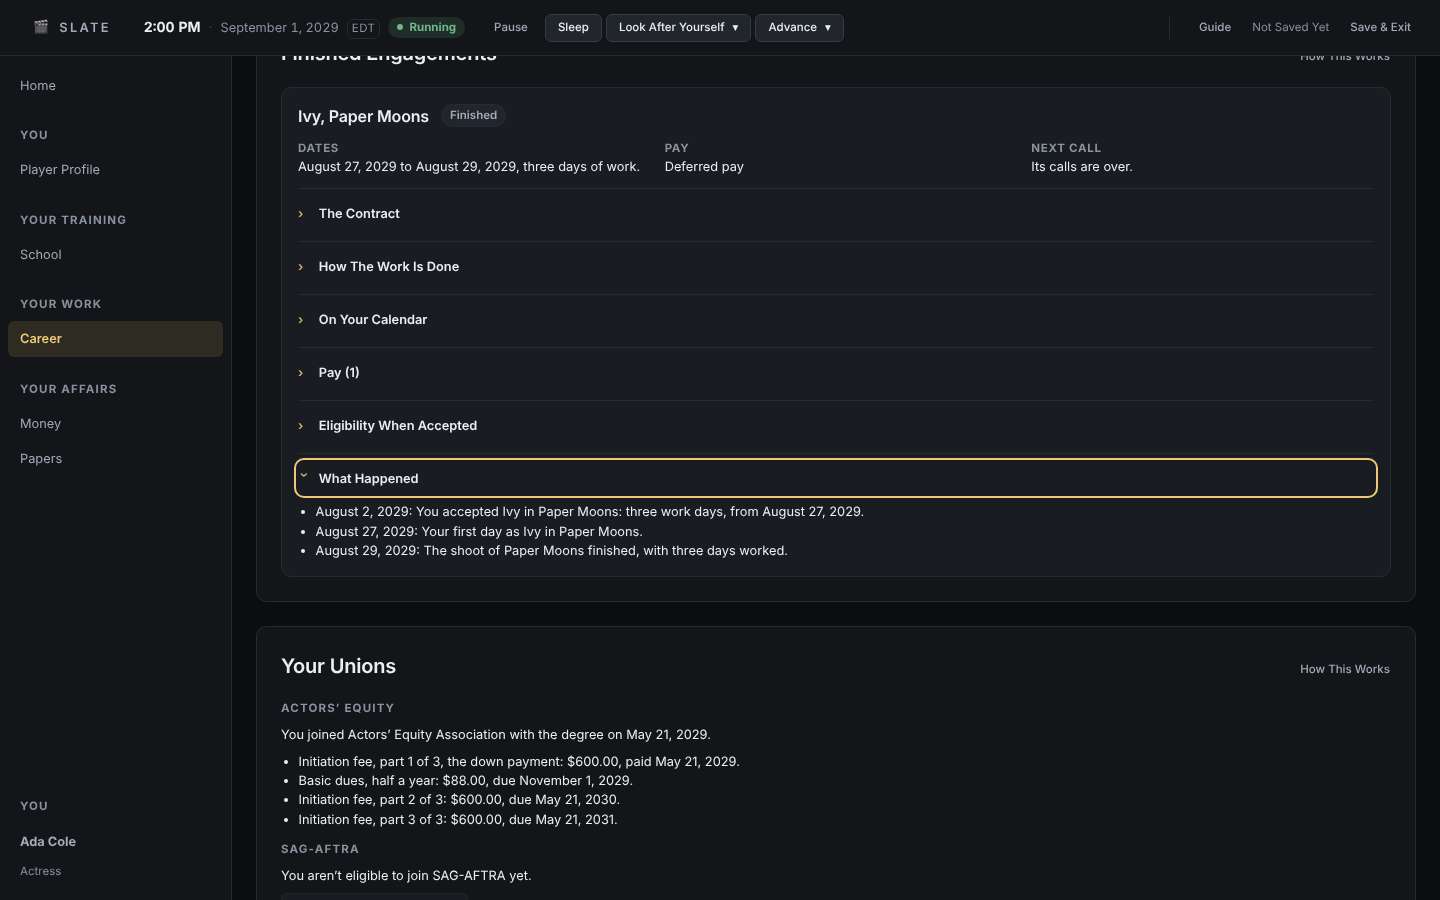 SLATE
2:00 PM · September 1, 2029 EDT Running
Pause
Sleep
Look After Yourself ▾
Advance ▾
Guide
Not Saved Yet
Save & Exit
Home
YOU
Player Profile
YOUR TRAINING
School
YOUR WORK
Career
YOUR AFFAIRS
Money
Papers
YOU
Ada Cole
Actress
Finished Engagements
How This Works
Ivy, Paper Moons
Finished
DATES
August 27, 2029 to August 29, 2029, three days of work.
PAY
Deferred pay
NEXT CALL
Its calls are over.
The Contract
How The Work Is Done
On Your Calendar
Pay (1)
Eligibility When Accepted
What Happened
• August 2, 2029: You accepted Ivy in Paper Moons: three work days, from August 27, 2029.
• August 27, 2029: Your first day as Ivy in Paper Moons.
• August 29, 2029: The shoot of Paper Moons finished, with three days worked.
Your Unions
How This Works
ACTORS’ EQUITY
You joined Actors’ Equity Association with the degree on May 21, 2029.
• Initiation fee, part 1 of 3, the down payment: $600.00, paid May 21, 2029.
• Basic dues, half a year: $88.00, due November 1, 2029.
• Initiation fee, part 2 of 3: $600.00, due May 21, 2030.
• Initiation fee, part 3 of 3: $600.00, due May 21, 2031.
SAG-AFTRA
You aren’t eligible to join SAG-AFTRA yet.